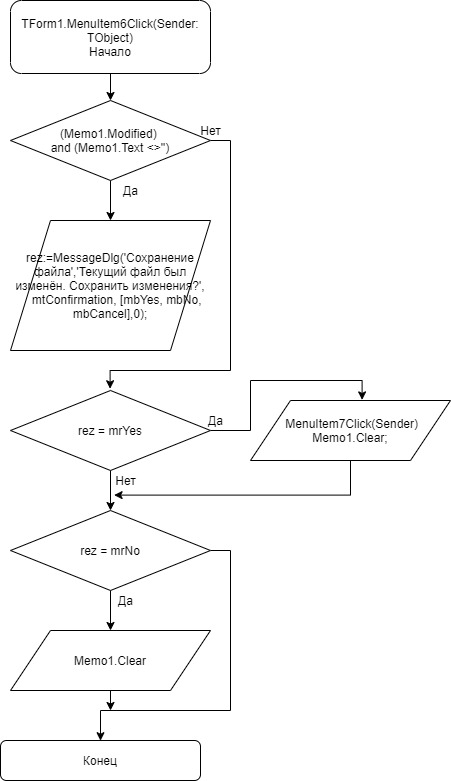 TForm1.MenuItem6Click(Sender:
TObject)
Начало
(Memo1.Modified)
and (Memo1.Text <>'')
Нет
Да
rez:=MessageDlg('Сохранение
файла','Текущий файл был
изменён. Сохранить изменения?',
mtConfirmation, [mbYes, mbNo,
mbCancel],0);
rez = mrYes
Да
MenuItem7Click(Sender)
Memo1.Clear;
Нет
rez = mrNo
Да
Memo1.Clear
Конец